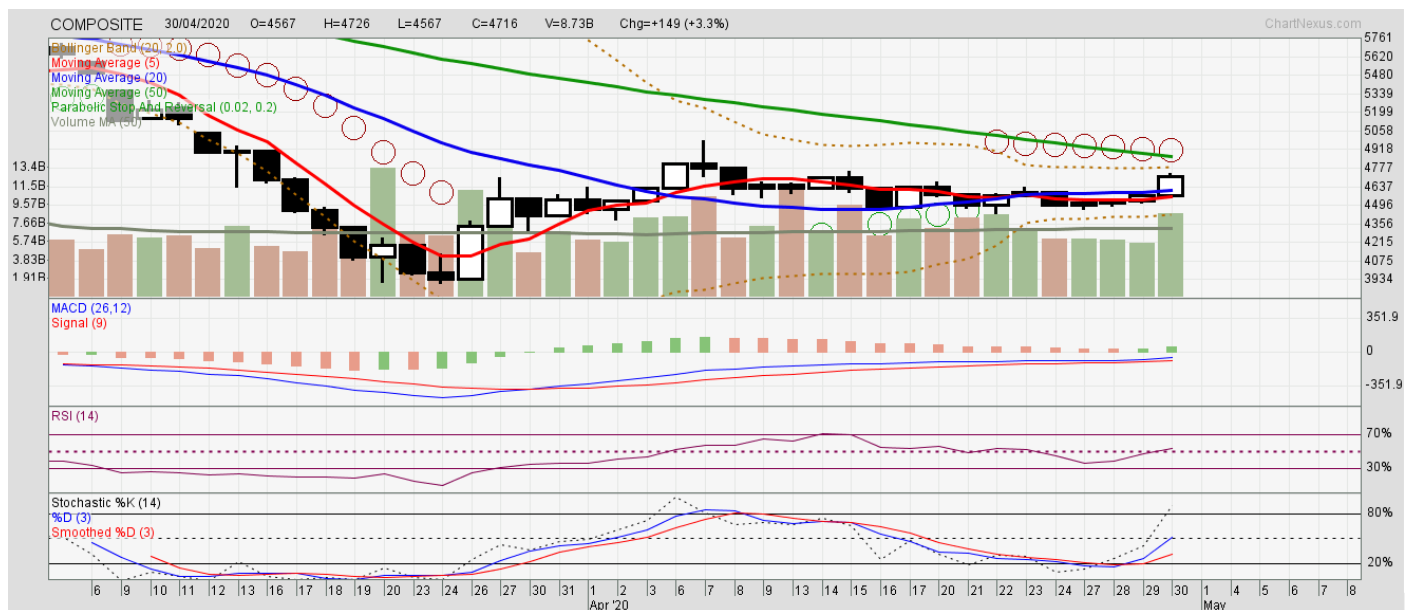 COMPOSITE 30/04/2020 O=4567 H=4726 L=4567 C=4716 V=8.73B Chg=+149 (+3.3%) ChartNexus.com
Bollinger Band (20, 2.0)
Moving Average (5)
Moving Average (20)
Moving Average (50)
Parabolic Stop And Reversal (0.02, 0.2)
Volume MA (50)
13.4B
11.5B
9.57B
7.66B
5.74B
3.83B
1.91B
5761
5620
5480
5339
5199
5058
4918
4777
4637
4496
4356
4215
4075
3934
MACD (26,12)
Signal (9)
351.9
0
-351.9
RSI (14)
70%
30%
Stochastic %K (14)
%D (3)
Smoothed %D (3)
80%
20%
6 9 10 11 12 13 16 17 18 19 20 23 24 26 27 30 31 1 2 3 6 7 8 9 13 14 15 16 17 20 21 22 23 24 27 28 29 30 1 4 5 6 7 8
Apr '20 May